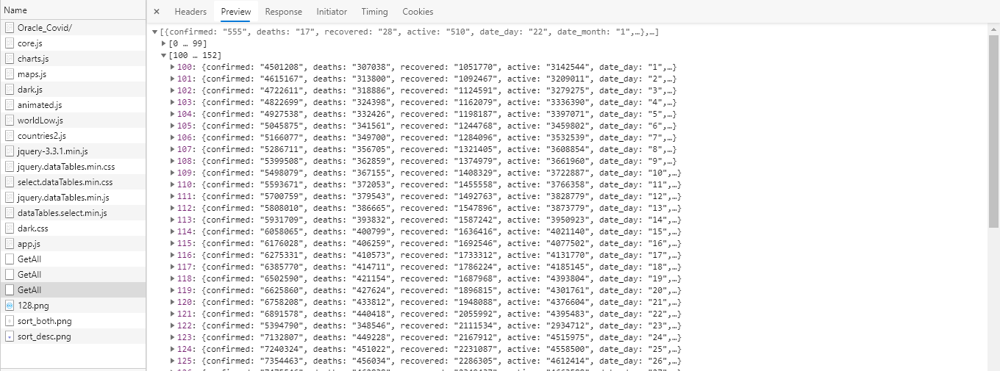 Name
Oracle_Covid/
core.js
charts.js
maps.js
dark.js
animated.js
worldLow.js
countries2.js
jquery-3.3.1.min.js
jquery.dataTables.min.css
select.dataTables.min.css
jquery.dataTables.min.js
dataTables.select.min.js
dark.css
app.js
GetAll
GetAll
GetAll
128.png
sort_both.png
sort_desc.png
× Headers Preview Response Initiator Timing Cookies
[{confirmed: "555", deaths: "17", recovered: "28", active: "510", date_day: "22", date_month: "1",…},…]
[0 … 99]
[100 … 152]
100: {confirmed: "4501208", deaths: "307038", recovered: "1051770", active: "3142544", date_day: "1",…}
101: {confirmed: "4615167", deaths: "313800", recovered: "1092467", active: "3209011", date_day: "2",…}
102: {confirmed: "4722611", deaths: "318886", recovered: "1124591", active: "3279275", date_day: "3",…}
103: {confirmed: "4822699", deaths: "324398", recovered: "1162079", active: "3336390", date_day: "4",…}
104: {confirmed: "4927538", deaths: "332426", recovered: "1198187", active: "3397071", date_day: "5",…}
105: {confirmed: "5045875", deaths: "341561", recovered: "1244768", active: "3459802", date_day: "6",…}
106: {confirmed: "5166077", deaths: "349700", recovered: "1284096", active: "3532539", date_day: "7",…}
107: {confirmed: "5286711", deaths: "356705", recovered: "1321405", active: "3608854", date_day: "8",…}
108: {confirmed: "5399508", deaths: "362859", recovered: "1374979", active: "3661960", date_day: "9",…}
109: {confirmed: "5498079", deaths: "367155", recovered: "1408329", active: "3722887", date_day: "10",…}
110: {confirmed: "5593671", deaths: "372053", recovered: "1455558", active: "3766358", date_day: "11",…}
111: {confirmed: "5700759", deaths: "379543", recovered: "1492763", active: "3828779", date_day: "12",…}
112: {confirmed: "5808010", deaths: "386665", recovered: "1547896", active: "3873779", date_day: "13",…}
113: {confirmed: "5931709", deaths: "393832", recovered: "1587242", active: "3950923", date_day: "14",…}
114: {confirmed: "6058065", deaths: "400799", recovered: "1636416", active: "4021140", date_day: "15",…}
115: {confirmed: "6176028", deaths: "406259", recovered: "1692546", active: "4077502", date_day: "16",…}
116: {confirmed: "6275331", deaths: "410573", recovered: "1733312", active: "4131770", date_day: "17",…}
117: {confirmed: "6385770", deaths: "414711", recovered: "1786224", active: "4185145", date_day: "18",…}
118: {confirmed: "6502590", deaths: "421154", recovered: "1687968", active: "4393804", date_day: "19",…}
119: {confirmed: "6625860", deaths: "427624", recovered: "1896815", active: "4301761", date_day: "20",…}
120: {confirmed: "6758208", deaths: "433812", recovered: "1948088", active: "4376604", date_day: "21",…}
121: {confirmed: "6891578", deaths: "440418", recovered: "2055992", active: "4395483", date_day: "22",…}
122: {confirmed: "5394790", deaths: "348546", recovered: "2111534", active: "2934712", date_day: "23",…}
123: {confirmed: "7132807", deaths: "449228", recovered: "2167912", active: "4515975", date_day: "24",…}
124: {confirmed: "7240324", deaths: "451022", recovered: "2231087", active: "4558500", date_day: "25",…}
125: {confirmed: "7354463", deaths: "456034", recovered: "2286305", active: "4612414", date_day: "26",…}